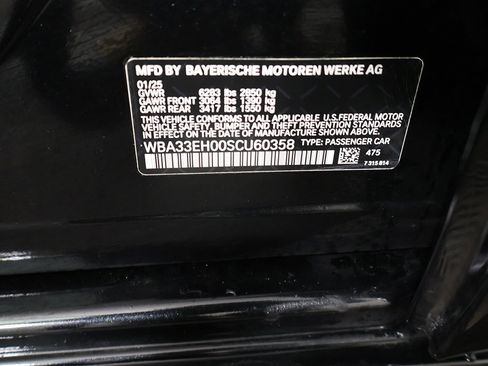 MFD BY BAYERISCHE MOTOREN WERKE AG
01/25
GVWR 6283 lbs 2850 kg
GAWR FRONT 3064 lbs 1390 kg
GAWR REAR 3417 lbs 1550 kg
THIS VEHICLE CONFORMS TO ALL APPLICABLE U.S.FEDERAL MOTOR
VEHICLE SAFETY, BUMPER, AND THEFT PREVENTION STANDARDS
IN EFFECT ON THE DATE OF MANUFACTURE SHOWN ABOVE.
WBA33EH00SCU60358 TYPE: PASSENGER CAR
475
7 315 814